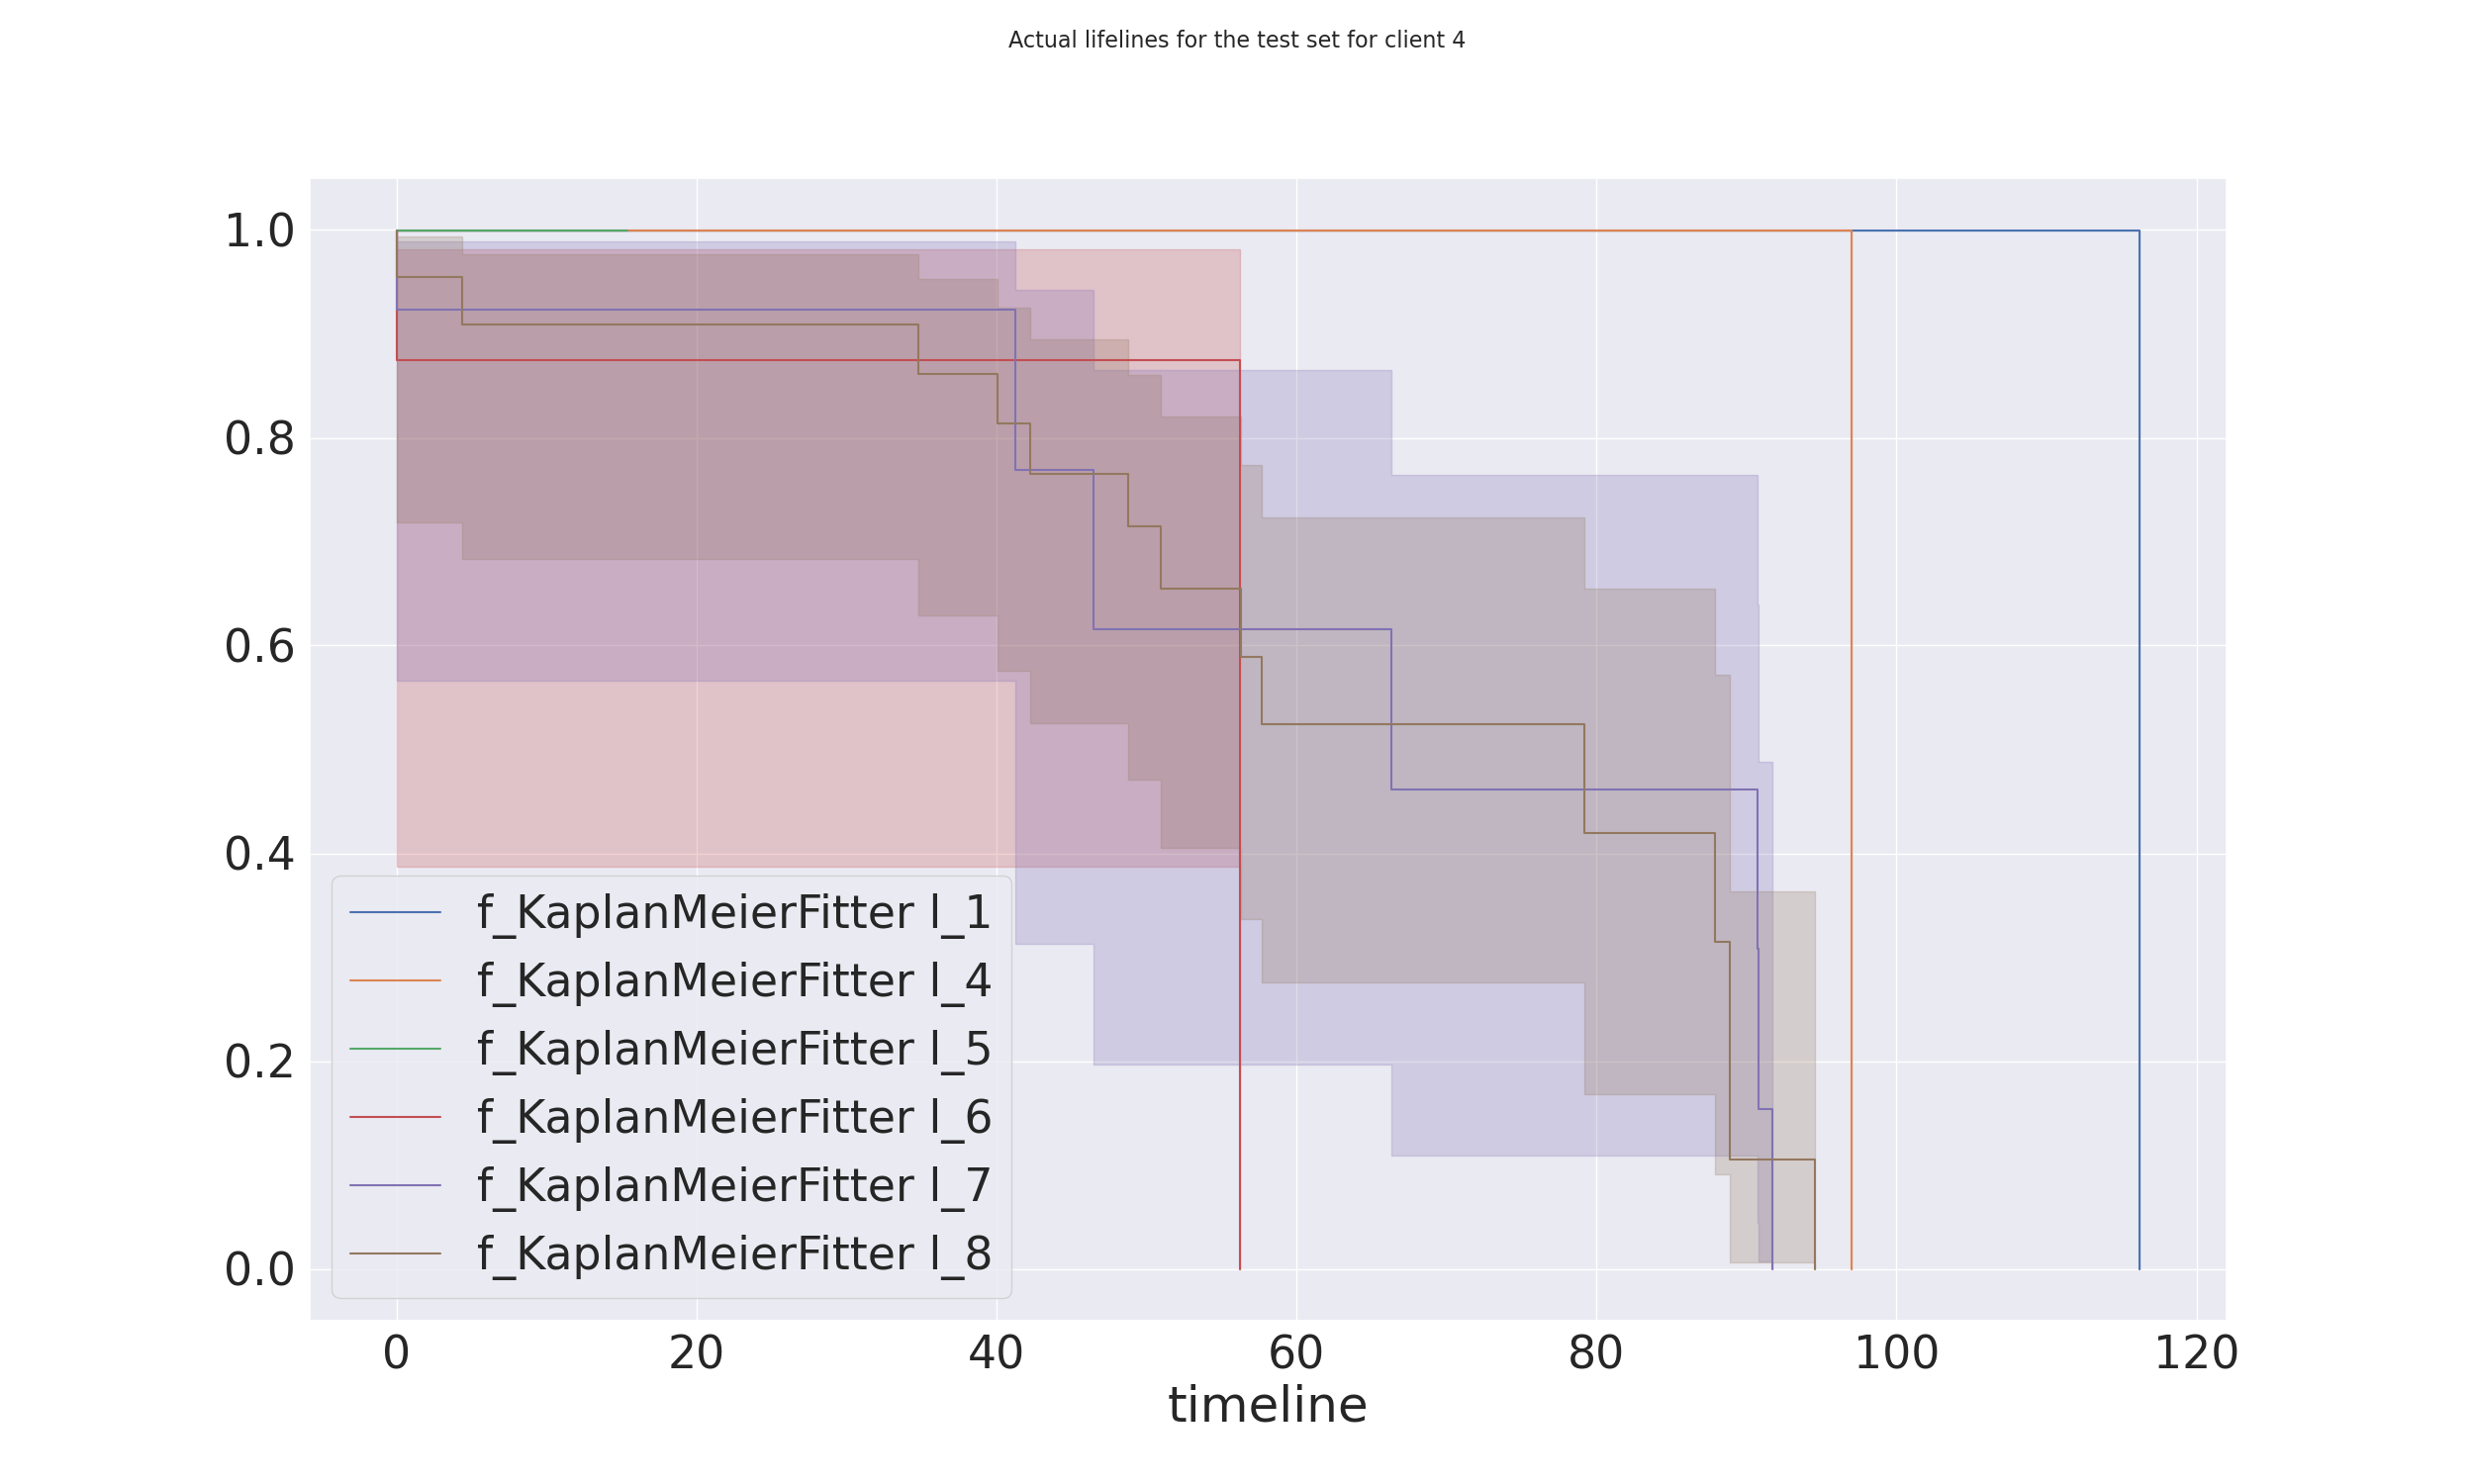 Actual lifelines for the test set for client 4
1.0
0.8
0.6
0.4
0.2
0.0
f_KaplanMeierFitter l_1
f_KaplanMeierFitter l_4
f_KaplanMeierFitter l_5
f_KaplanMeierFitter l_6
f_KaplanMeierFitter l_7
f_KaplanMeierFitter l_8
0 20 40 60 80 100 120
timeline